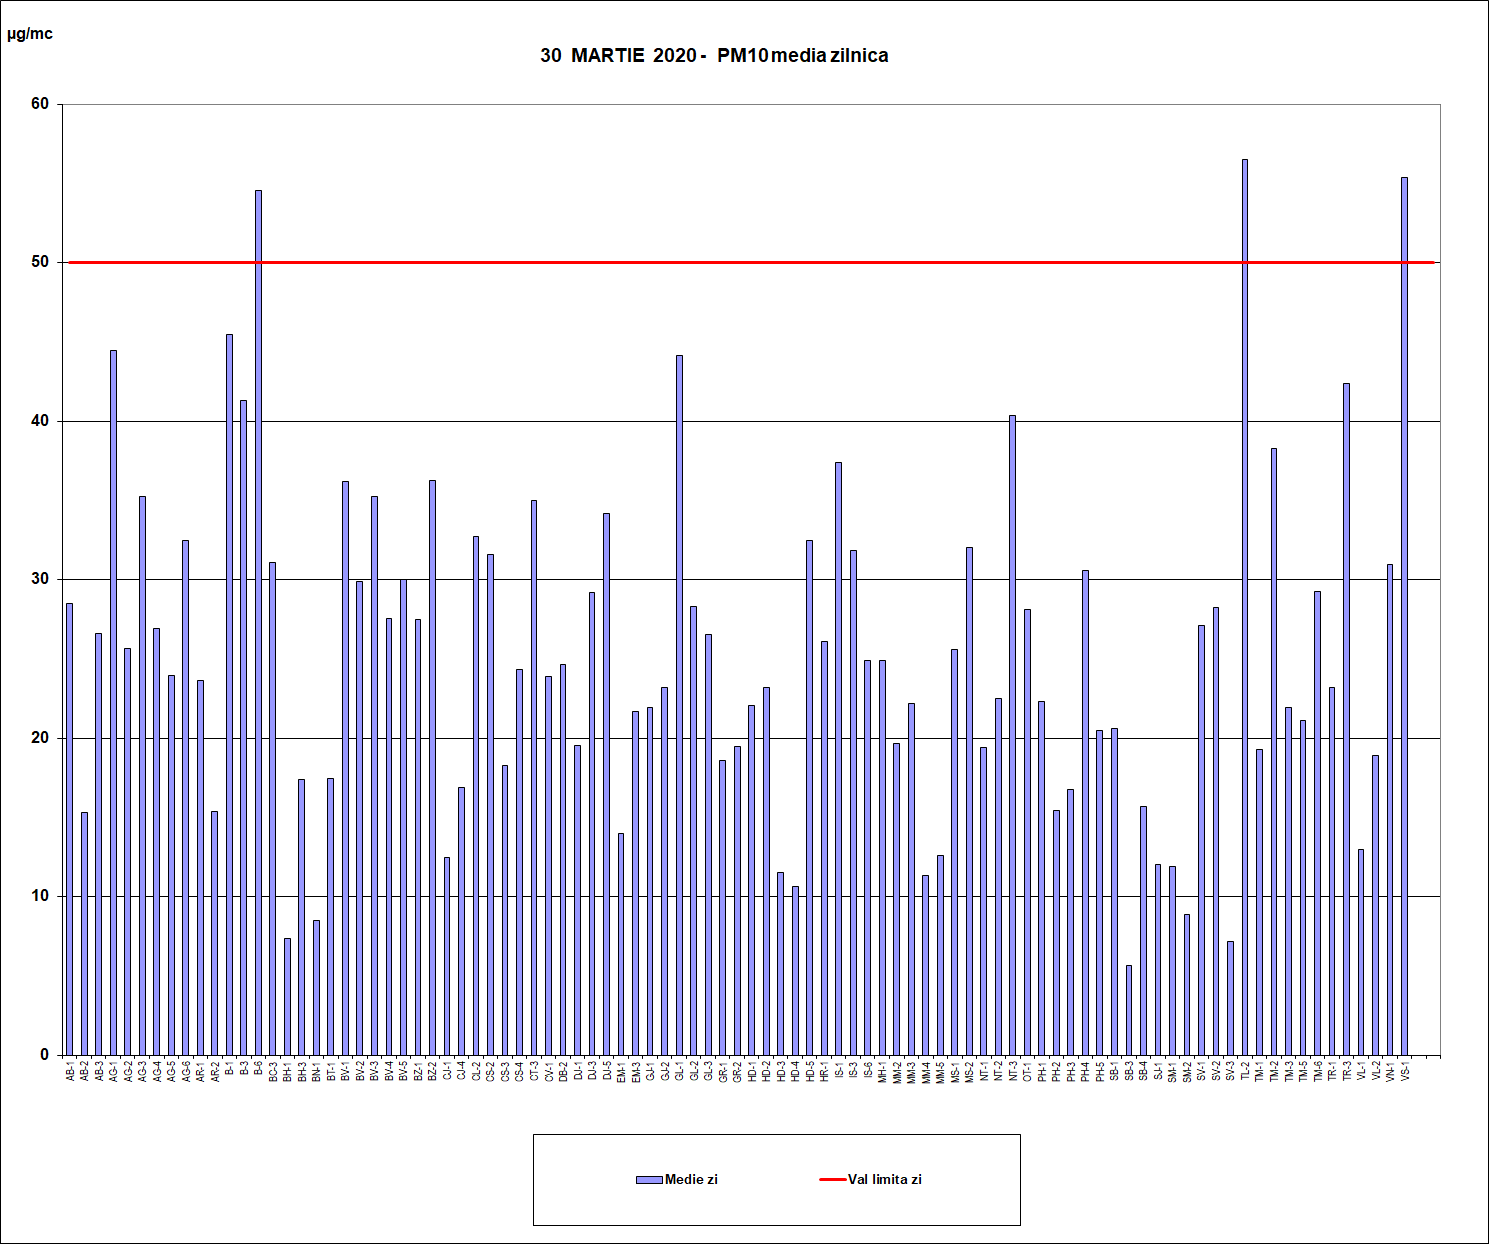 µg/mc
30 MARTIE 2020 - PM10 media zilnica
60
50
40
30
20
10
0
AB-1 AB-2 AB-3 AG-1 AG-2 AG-3 AG-4 AG-5 AG-6 AR-1 AR-2 B-1 B-3 B-6 BC-3 BH-1 BH-3 BN-1 BT-1 BV-1 BV-2 BV-3 BV-4 BV-5 BZ-1 BZ-2 CJ-1 CJ-4 CL-2 CS-2 CS-3 CS-4 CT-3 CV-1 DB-2 DJ-1 DJ-3 DJ-5 EM-1 EM-3 GJ-1 GJ-2 GL-1 GL-2 GL-3 GR-1 GR-2 HD-1 HD-2 HD-3 HD-4 HD-5 HR-1 IS-1 IS-3 IS-6 MH-1 MM-2 MM-3 MM-4 MM-5 MS-1 MS-2 NT-1 NT-2 NT-3 OT-1 PH-1 PH-2 PH-3 PH-4 PH-5 SB-1 SB-3 SB-4 SJ-1 SM-1 SM-2 SV-1 SV-2 SV-3 TL-2 TM-1 TM-2 TM-3 TM-5 TM-6 TR-1 TR-3 VL-1 VL-2 VN-1 VS-1
Medie zi Val limita zi